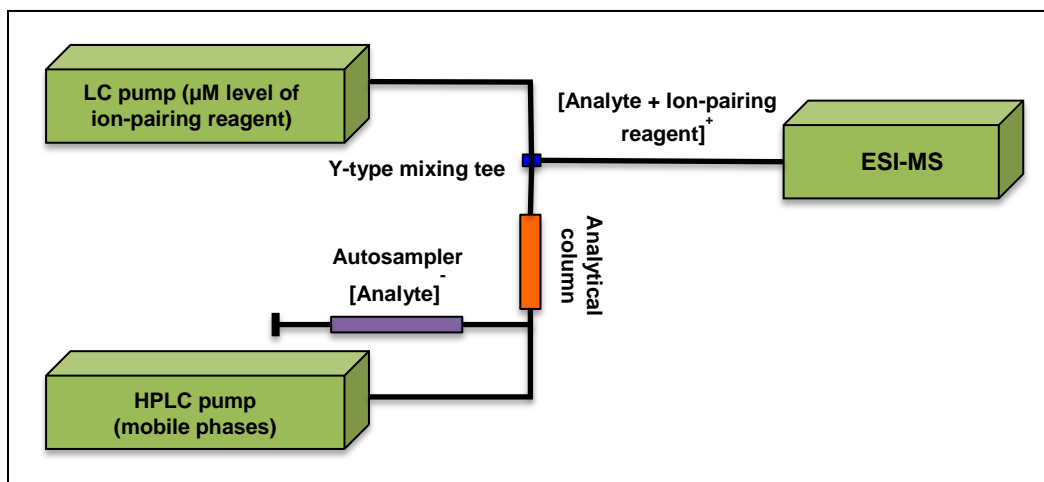 LC pump (µM level of
ion-pairing reagent)
[Analyte + Ion-pairing
reagent]⁺
ESI-MS
Y-type mixing tee
Analytical
column
Autosampler
[Analyte]⁻
HPLC pump
(mobile phases)